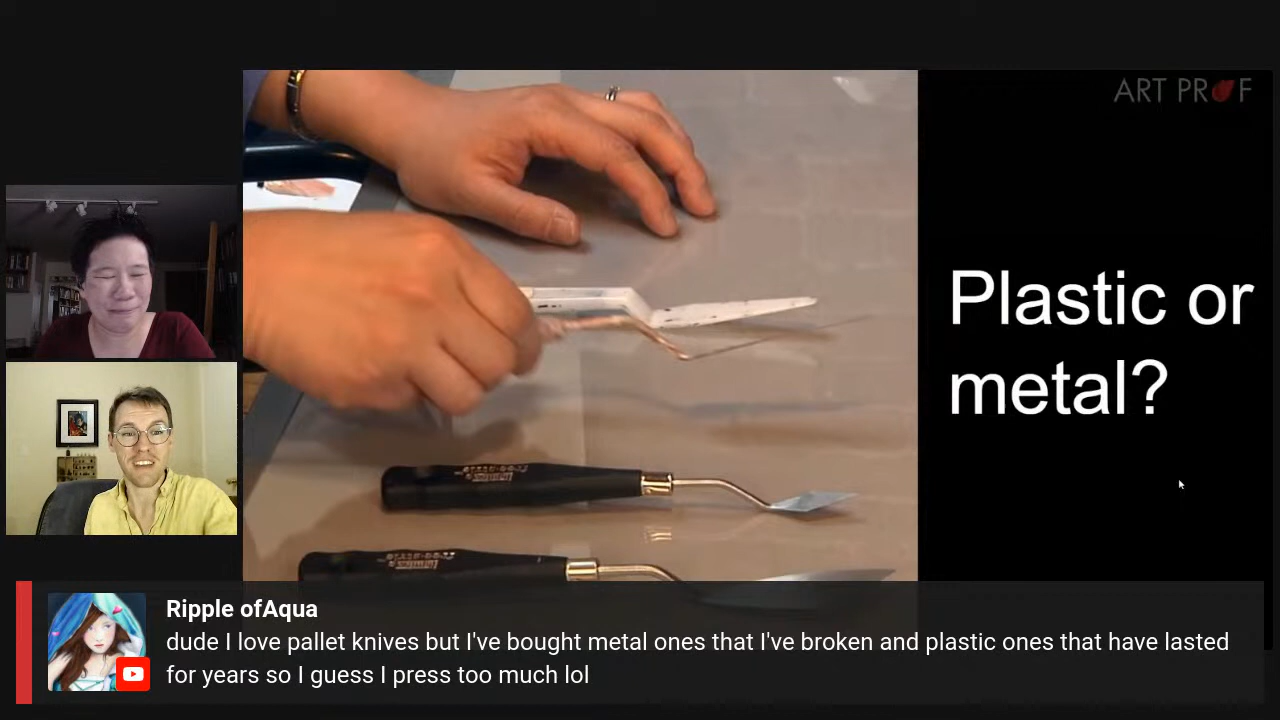 ART PROF
Plastic or
metal?
Ripple ofAqua
dude I love pallet knives but I've bought metal ones that I've broken and plastic ones that have lasted
for years so I guess I press too much lol